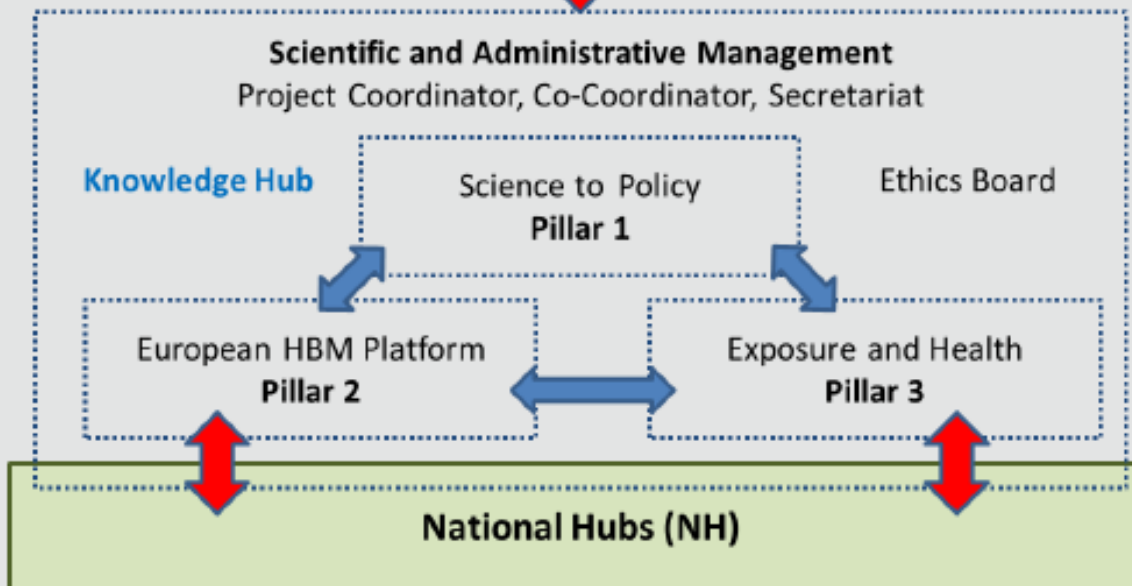 Scientific and Administrative Management
Project Coordinator, Co-Coordinator, Secretariat
Knowledge Hub
Science to Policy
Pillar 1
Ethics Board
European HBM Platform
Pillar 2
Exposure and Health
Pillar 3
National Hubs (NH)